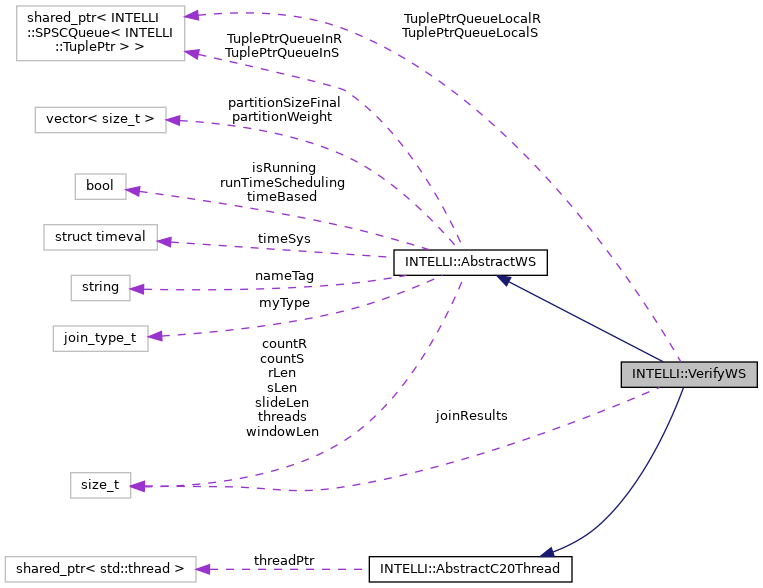 shared_ptr< INTELLI
::SPSCQueue< INTELLI
::TuplePtr > >
TuplePtrQueueLocalR
TuplePtrQueueLocalS
TuplePtrQueueInR
TuplePtrQueueInS
vector< size_t >
partitionSizeFinal
partitionWeight
bool
isRunning
runTimeScheduling
timeBased
struct timeval
timeSys
INTELLI::AbstractWS
string
nameTag
join_type_t
myType
countR
countS
rLen
sLen
slideLen
threads
windowLen
INTELLI::VerifyWS
joinResults
size_t
shared_ptr< std::thread >
threadPtr
INTELLI::AbstractC20Thread